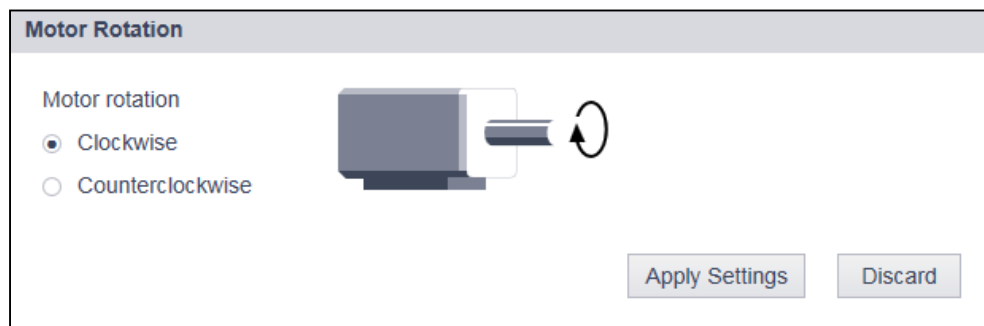 Motor Rotation
Motor rotation
Clockwise
Counterclockwise
Apply Settings
Discard